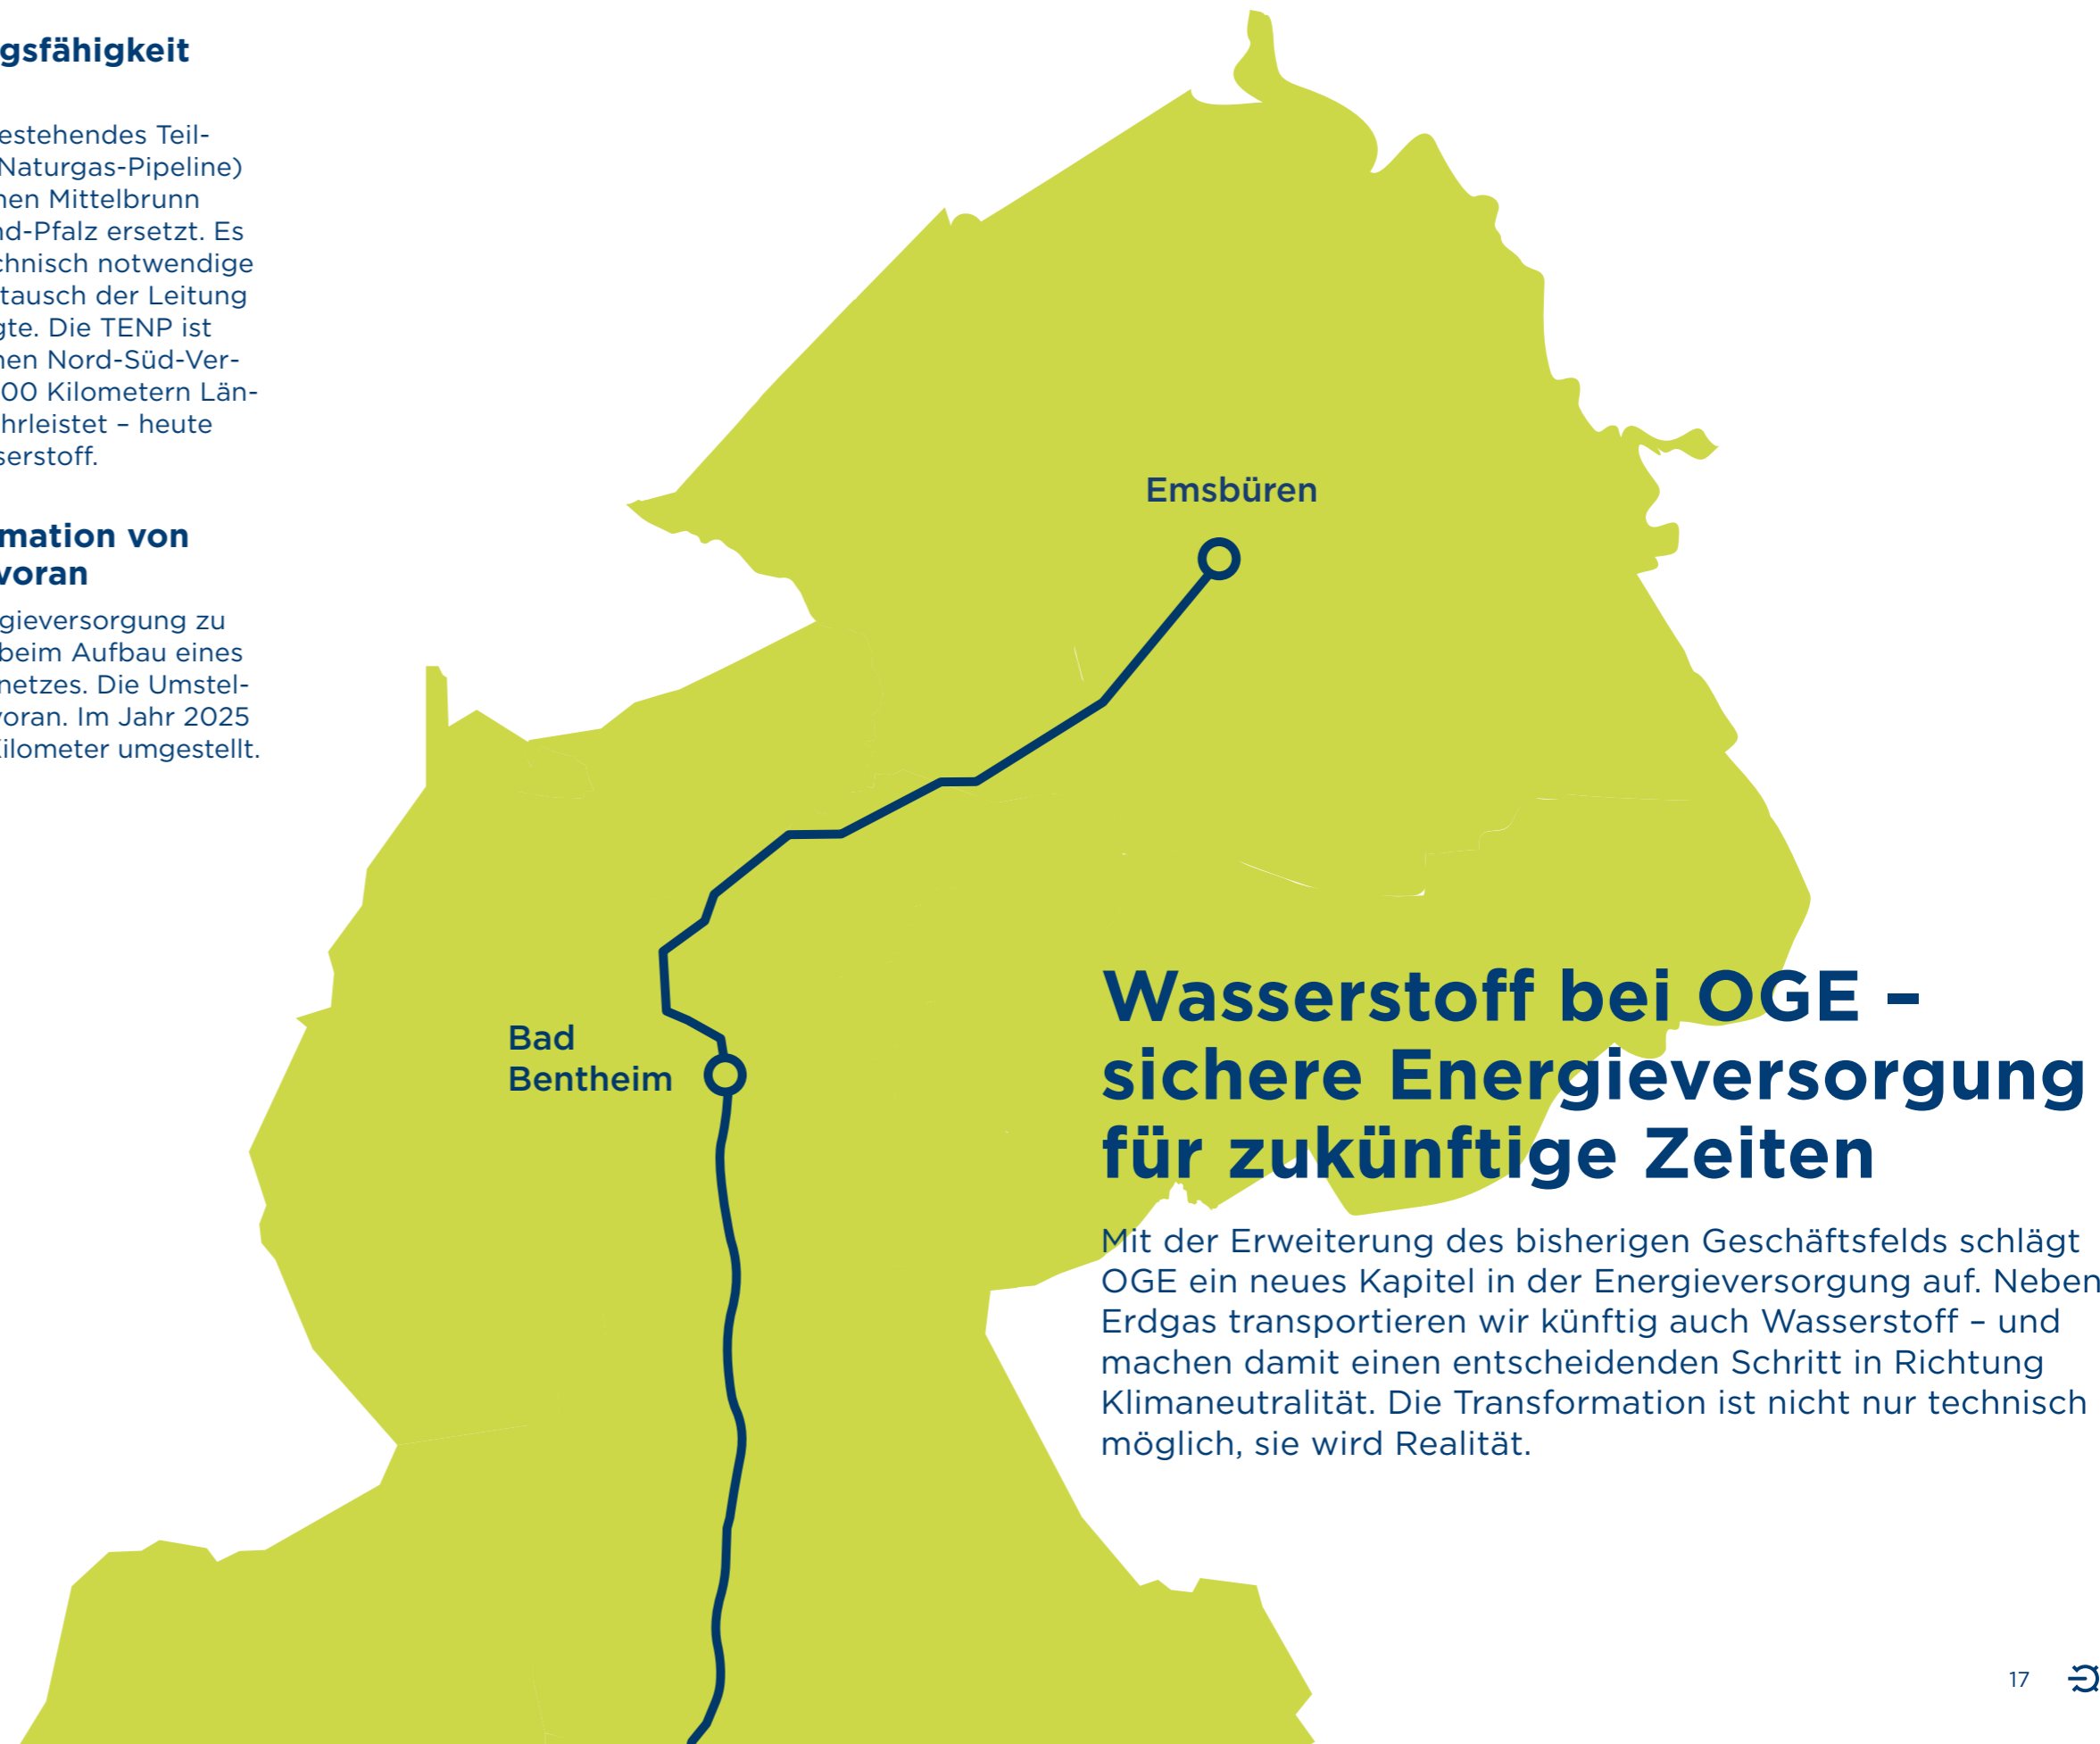 gsfähigkeit
estehendes Teil-
Naturgas-Pipeline)
nen Mittelbrunn
nd-Pfalz ersetzt. Es
chnisch notwendige
tausch der Leitung
gte. Die TENP ist
nen Nord-Süd-Ver-
00 Kilometern Län-
hrleistet – heute
serstoff.
mation von
voran
gieversorgung zu
beim Aufbau eines
netzes. Die Umstel-
voran. Im Jahr 2025
Kilometer umgestellt.
Emsbüren
Bad
Bentheim
Wasserstoff bei OGE –
sichere Energieversorgung
für zukünftige Zeiten
Mit der Erweiterung des bisherigen Geschäftsfelds schlägt
OGE ein neues Kapitel in der Energieversorgung auf. Neben
Erdgas transportieren wir künftig auch Wasserstoff – und
machen damit einen entscheidenden Schritt in Richtung
Klimaneutralität. Die Transformation ist nicht nur technisch
möglich, sie wird Realität.
17